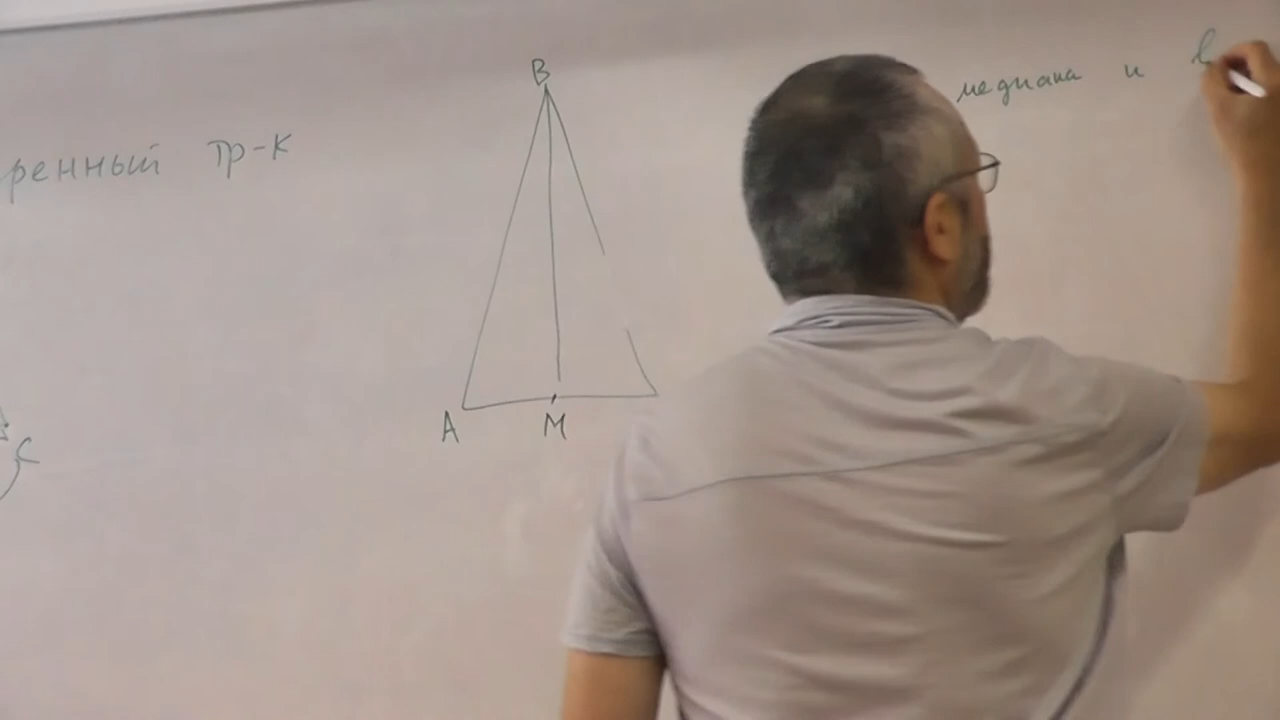 ренный тр-к
B
медиана и в
A
M
C